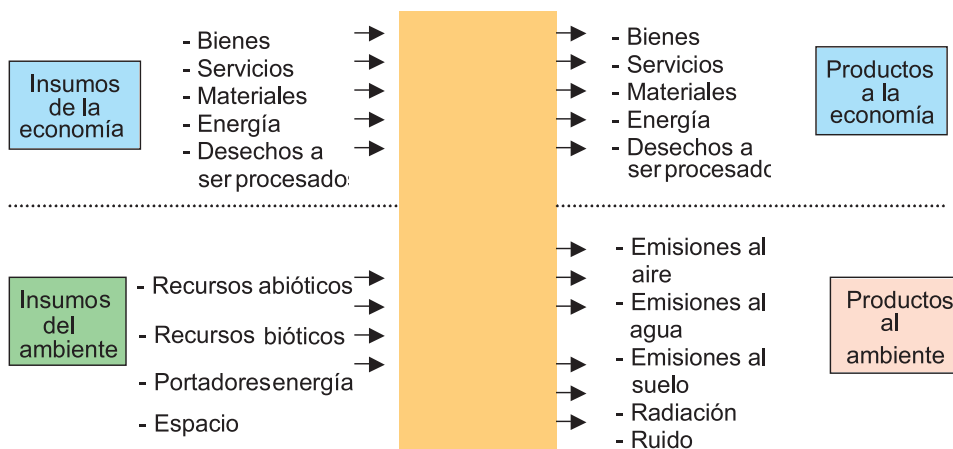 Insumos
de la
economía
- Bienes
- Servicios
- Materiales
- Energía
- Desechos a
ser procesados
- Bienes
- Servicios
- Materiales
- Energía
- Desechos a
ser procesado
Productos
a la
economía
Insumos
del
ambiente
- Recursos abióticos
- Recursos bióticos
- Portadores energía
- Espacio
- Emisiones al
aire
- Emisiones al
agua
- Emisiones al
suelo
- Radiación
- Ruido
Productos
al
ambiente